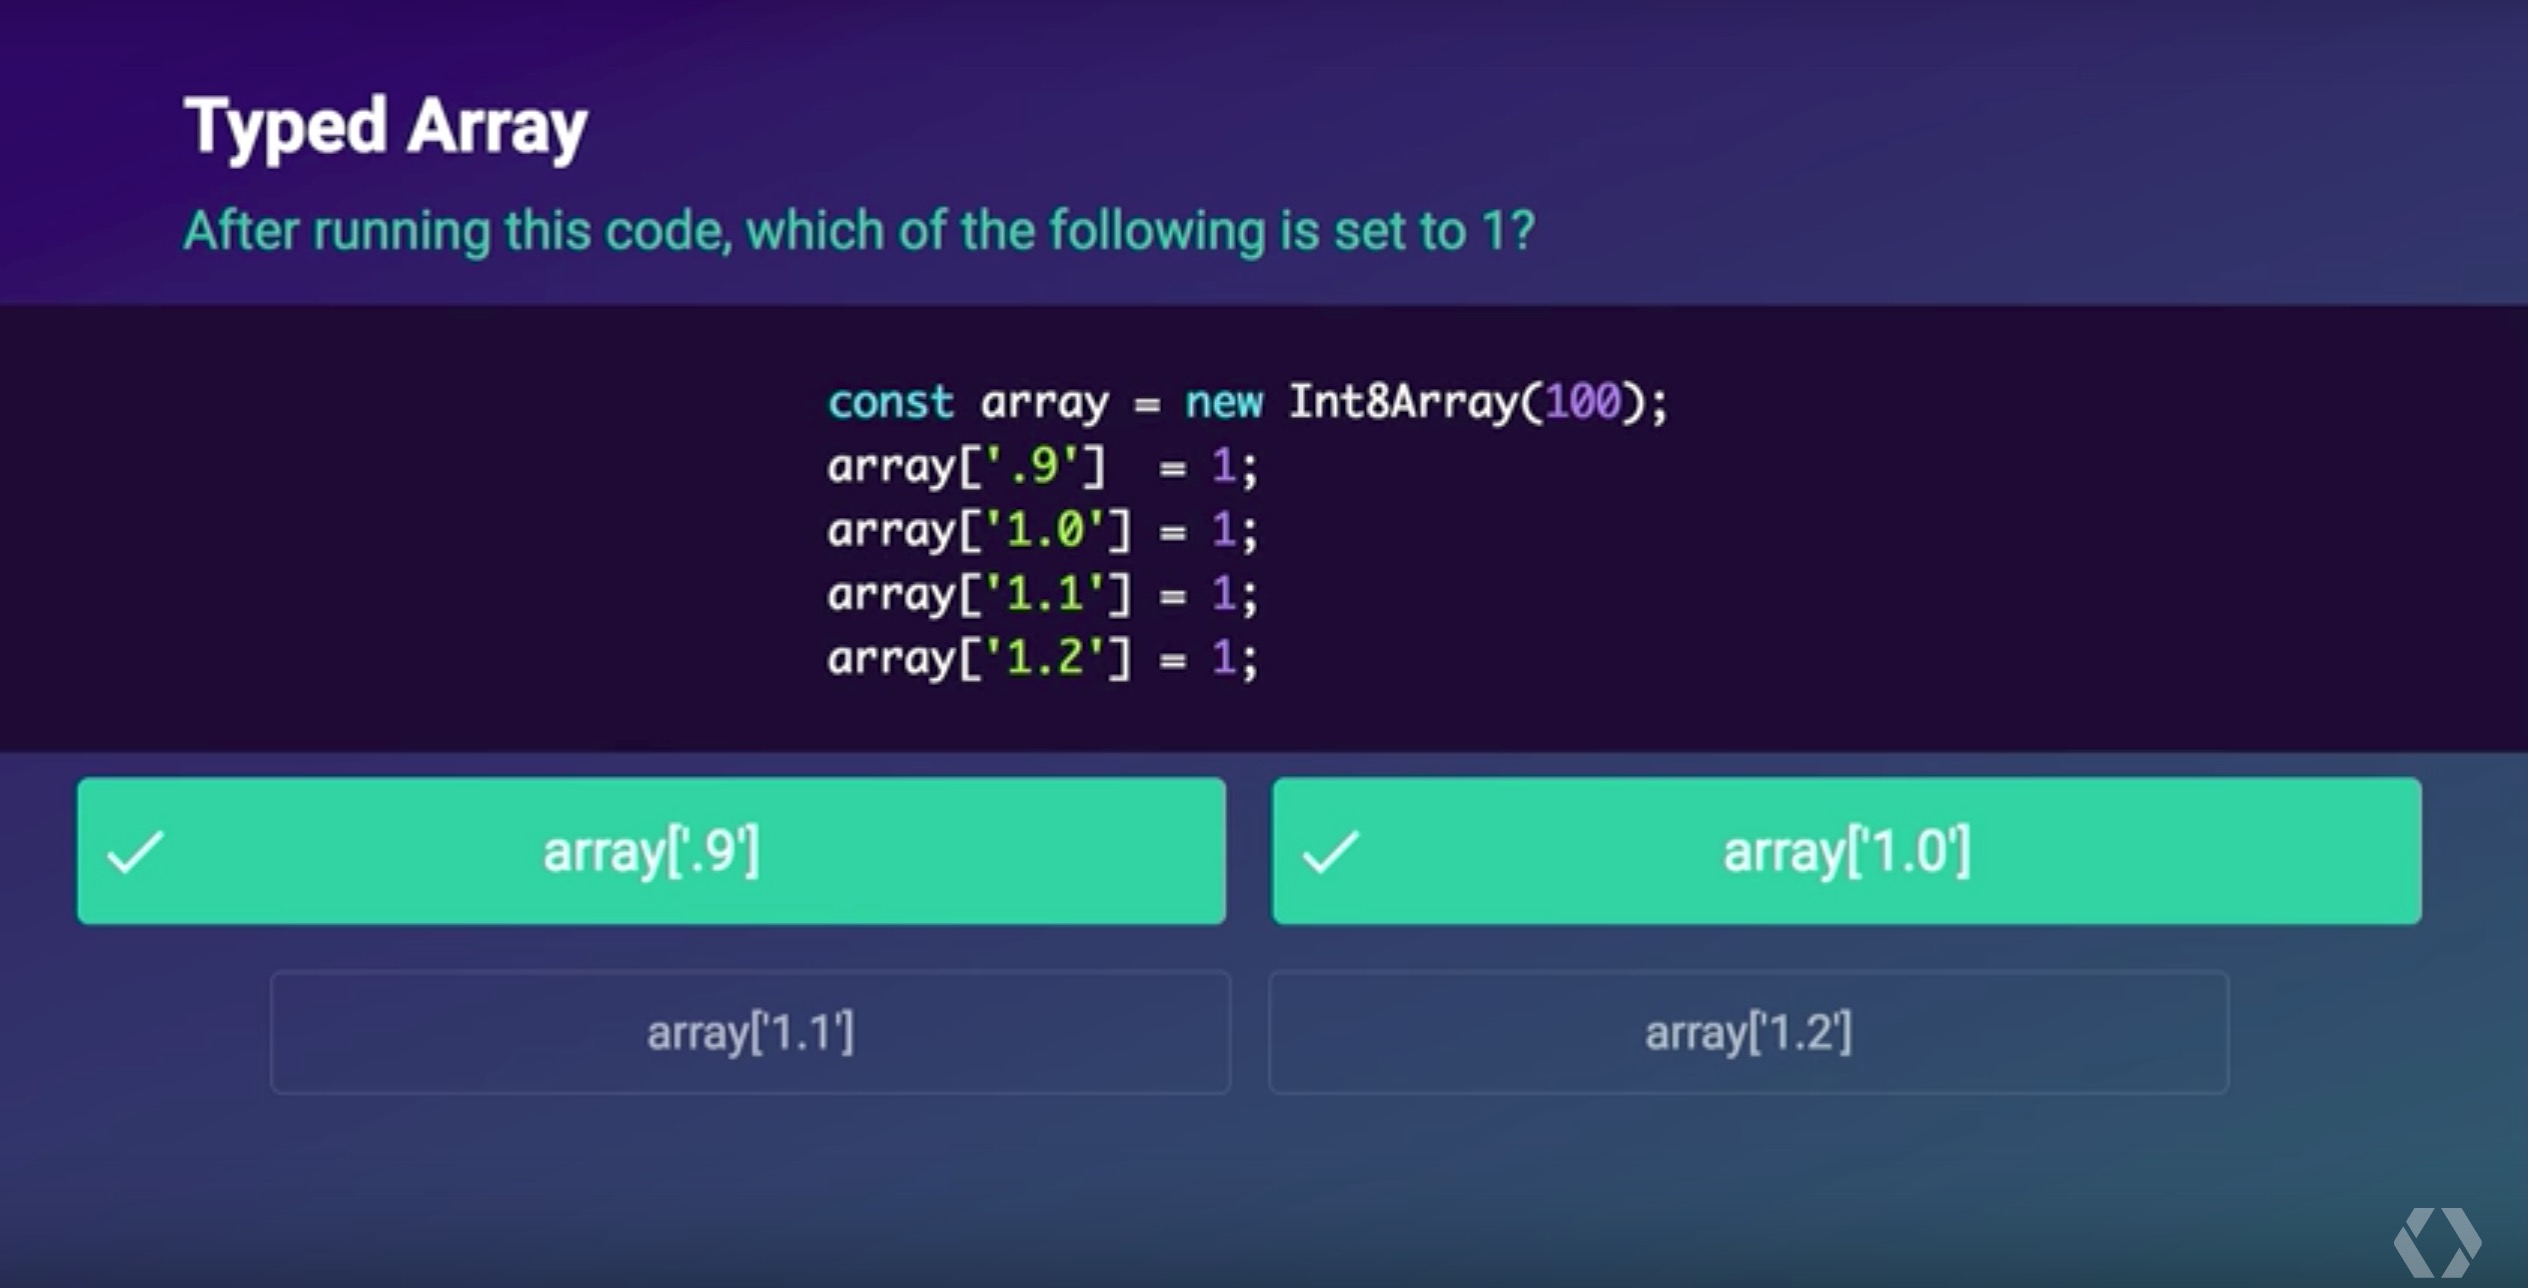 Typed Array
After running this code, which of the following is set to 1?
const array = new Int8Array(100);
array['.9']  = 1;
array['1.0'] = 1;
array['1.1'] = 1;
array['1.2'] = 1;
array['.9']
array['1.0']
array['1.1']
array['1.2']